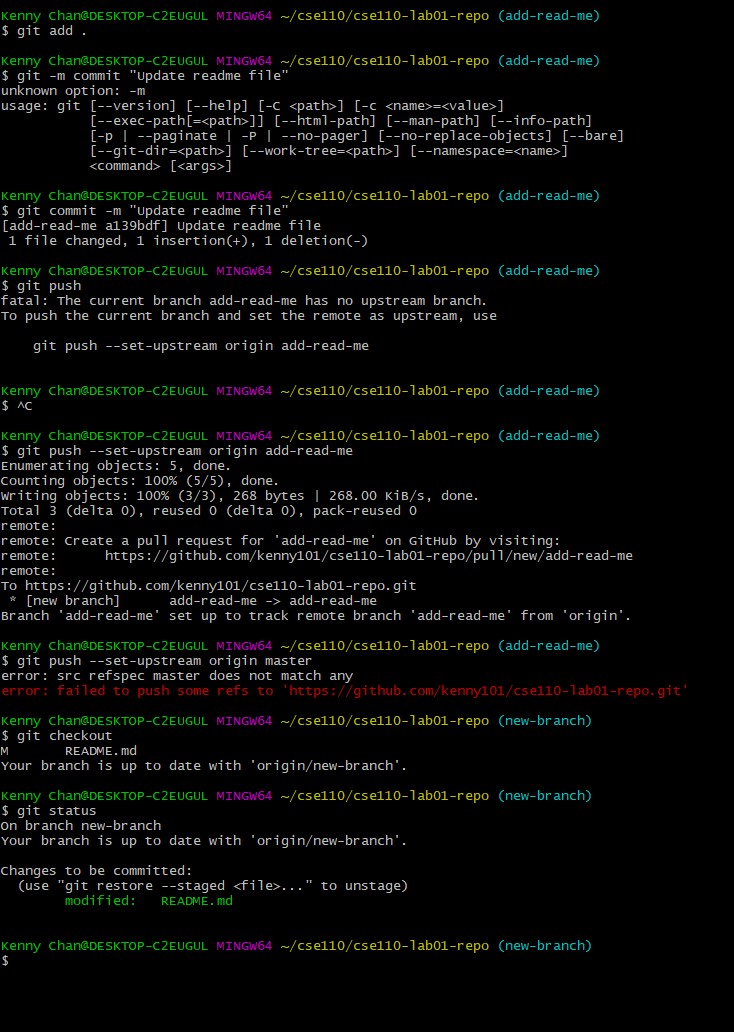 Kenny Chan@DESKTOP-C2EUGUL MINGW64 ~/cse110/cse110-lab01-repo (add-read-me)
$ git add .
Kenny Chan@DESKTOP-C2EUGUL MINGW64 ~/cse110/cse110-lab01-repo (add-read-me)
$ git -m commit "Update readme file"
unknown option: -m
usage: git [--version] [--help] [-C <path>] [-c <name>=<value>]
           [--exec-path[=<path>]] [--html-path] [--man-path] [--info-path]
           [-p | --paginate | -P | --no-pager] [--no-replace-objects] [--bare]
           [--git-dir=<path>] [--work-tree=<path>] [--namespace=<name>]
           <command> [<args>]
Kenny Chan@DESKTOP-C2EUGUL MINGW64 ~/cse110/cse110-lab01-repo (add-read-me)
$ git commit -m "Update readme file"
[add-read-me a139bdf] Update readme file
 1 file changed, 1 insertion(+), 1 deletion(-)
Kenny Chan@DESKTOP-C2EUGUL MINGW64 ~/cse110/cse110-lab01-repo (add-read-me)
$ git push
fatal: The current branch add-read-me has no upstream branch.
To push the current branch and set the remote as upstream, use
    git push --set-upstream origin add-read-me
Kenny Chan@DESKTOP-C2EUGUL MINGW64 ~/cse110/cse110-lab01-repo (add-read-me)
$ ^C
Kenny Chan@DESKTOP-C2EUGUL MINGW64 ~/cse110/cse110-lab01-repo (add-read-me)
$ git push --set-upstream origin add-read-me
Enumerating objects: 5, done.
Counting objects: 100% (5/5), done.
Writing objects: 100% (3/3), 268 bytes | 268.00 KiB/s, done.
Total 3 (delta 0), reused 0 (delta 0), pack-reused 0
remote:
remote: Create a pull request for 'add-read-me' on GitHub by visiting:
remote:      https://github.com/kenny101/cse110-lab01-repo/pull/new/add-read-me
remote:
To https://github.com/kenny101/cse110-lab01-repo.git
 * [new branch]      add-read-me -> add-read-me
Branch 'add-read-me' set up to track remote branch 'add-read-me' from 'origin'.
Kenny Chan@DESKTOP-C2EUGUL MINGW64 ~/cse110/cse110-lab01-repo (add-read-me)
$ git push --set-upstream origin master
error: src refspec master does not match any
error: failed to push some refs to 'https://github.com/kenny101/cse110-lab01-repo.git'
Kenny Chan@DESKTOP-C2EUGUL MINGW64 ~/cse110/cse110-lab01-repo (new-branch)
$ git checkout
M       README.md
Your branch is up to date with 'origin/new-branch'.
Kenny Chan@DESKTOP-C2EUGUL MINGW64 ~/cse110/cse110-lab01-repo (new-branch)
$ git status
On branch new-branch
Your branch is up to date with 'origin/new-branch'.
Changes to be committed:
  (use "git restore --staged <file>..." to unstage)
        modified:   README.md
Kenny Chan@DESKTOP-C2EUGUL MINGW64 ~/cse110/cse110-lab01-repo (new-branch)
$